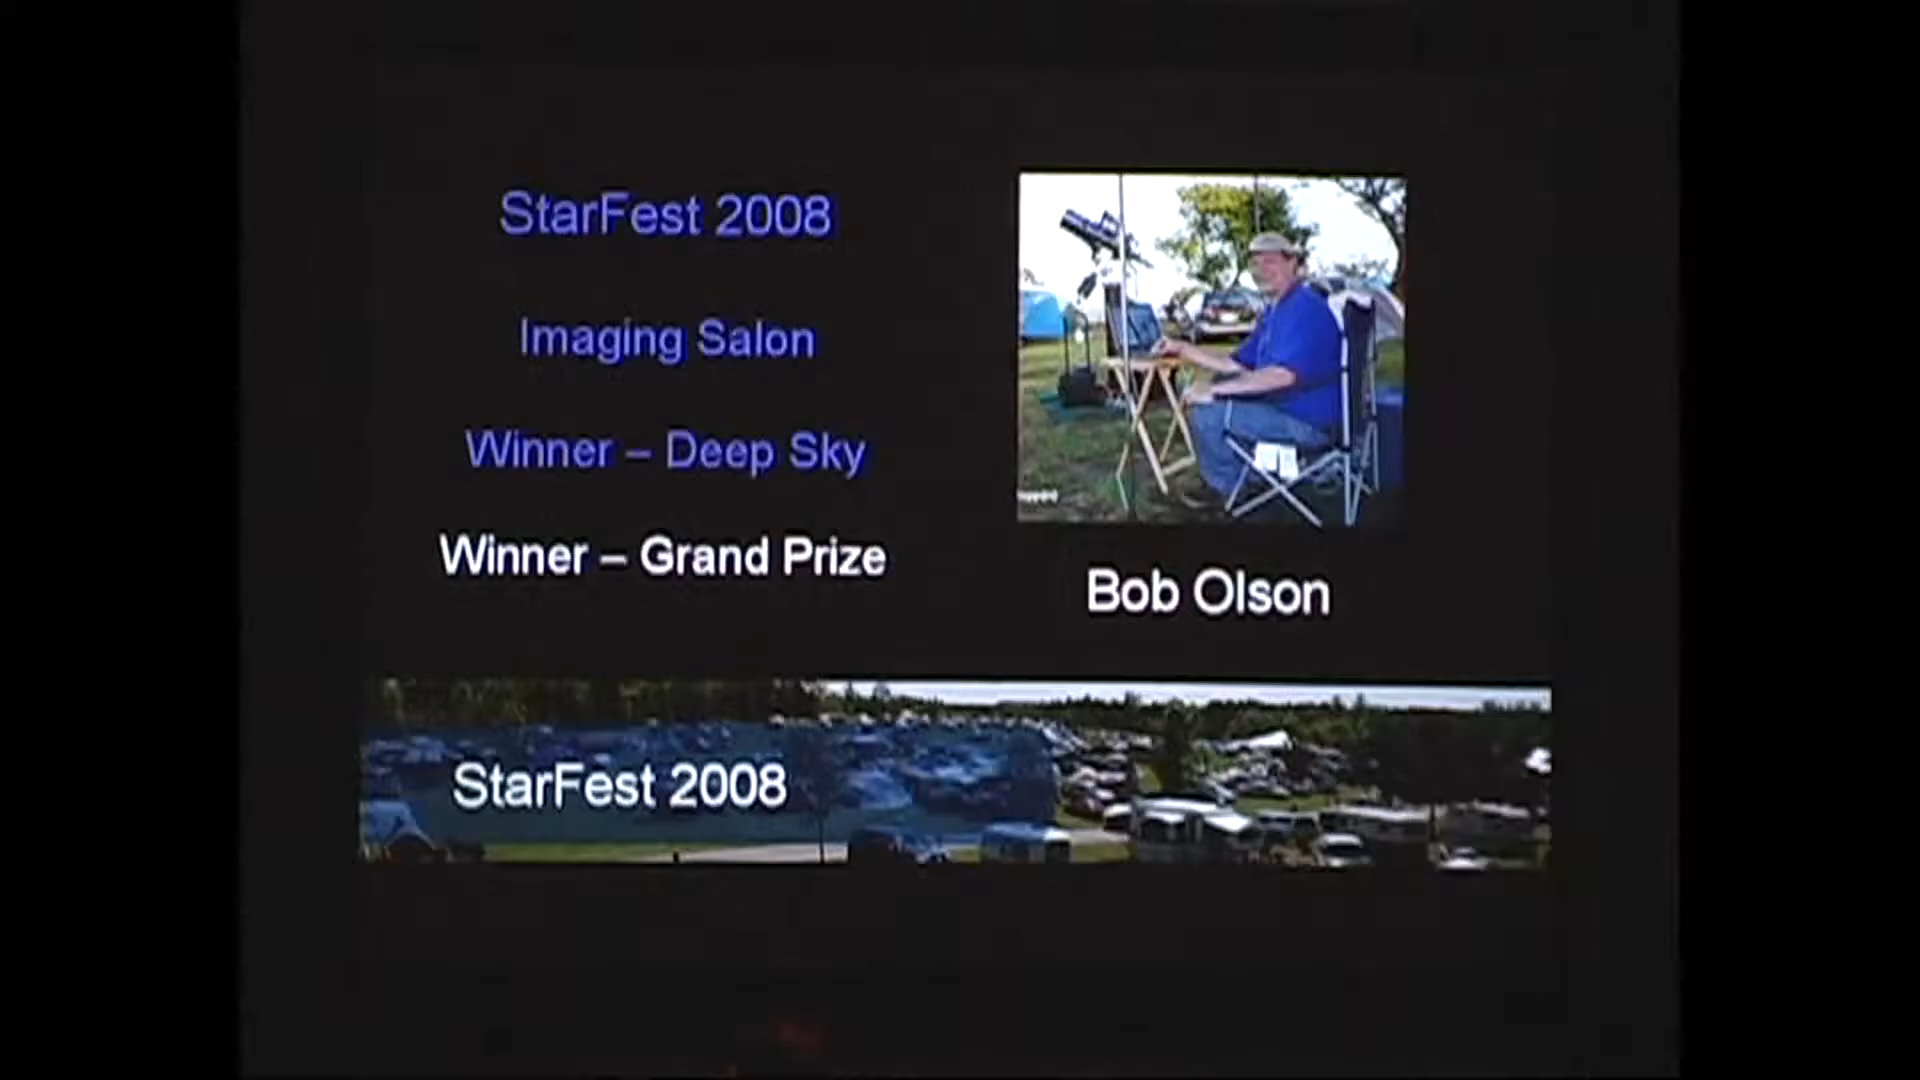 StarFest 2008
Imaging Salon
Winner – Deep Sky
Winner – Grand Prize
Bob Olson
StarFest 2008